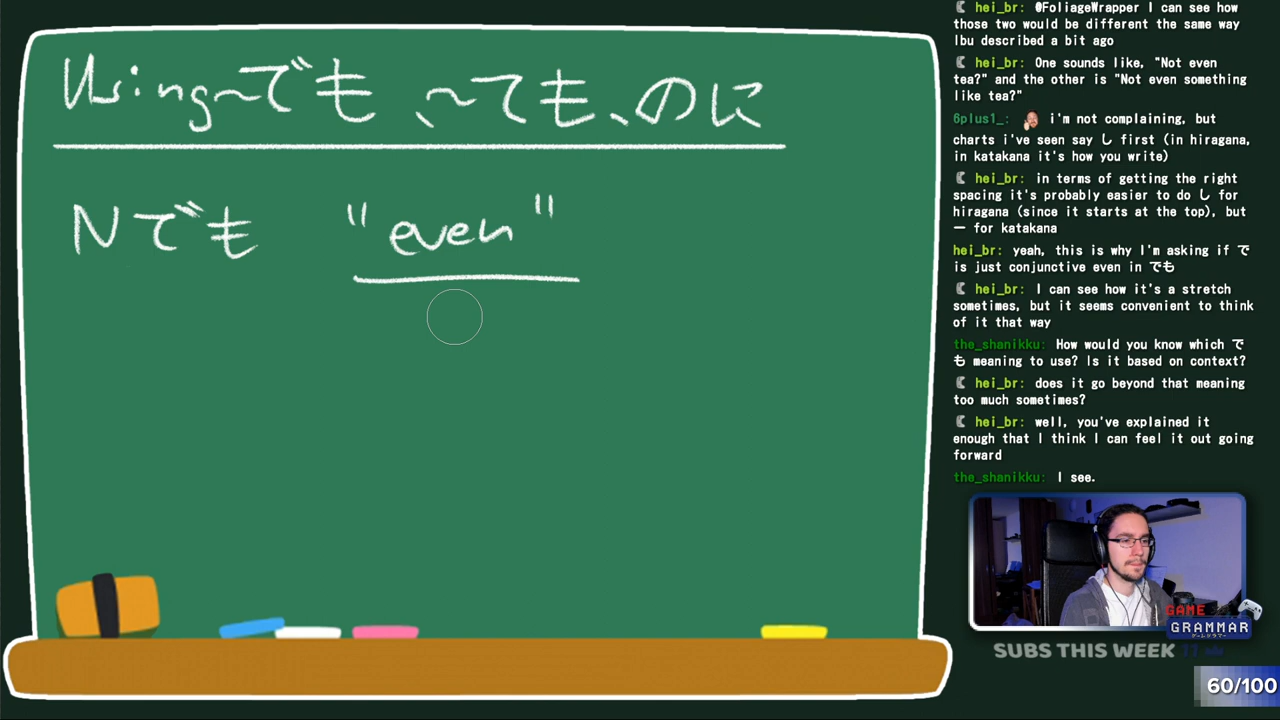 Using~でも、~ても、のに
Nでも "even"
hei_br: @FoliageWrapper I can see how
those two would be different the same way
Ibu described a bit ago
hei_br: One sounds like, "Not even
tea?" and the other is "Not even something
like tea?"
6plus1_: i'm not complaining, but
charts i've seen say し first (in hiragana,
in katakana it's how you write)
hei_br: in terms of getting the right
spacing it's probably easier to do し for
hiragana (since it starts at the top), but
一 for katakana
hei_br: yeah, this is why I'm asking if で
is just conjunctive even in でも
hei_br: I can see how it's a stretch
sometimes, but it seems convenient to think
of it that way
the_shanikku: How would you know which で
も meaning to use? Is it based on context?
hei_br: does it go beyond that meaning
too much sometimes?
hei_br: well, you've explained it
enough that I think I can feel it out going
forward
the_shanikku: I see.
GAME
GRAMMAR
ゲームグラマー
SUBS THIS WEEK
60/100